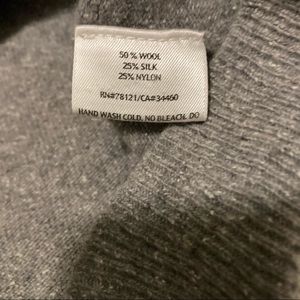 50% WOOL
25% SILK
25% NYLON
RN#78121/CA#34460
HAND WASH COLD, NO BLEACH, DO